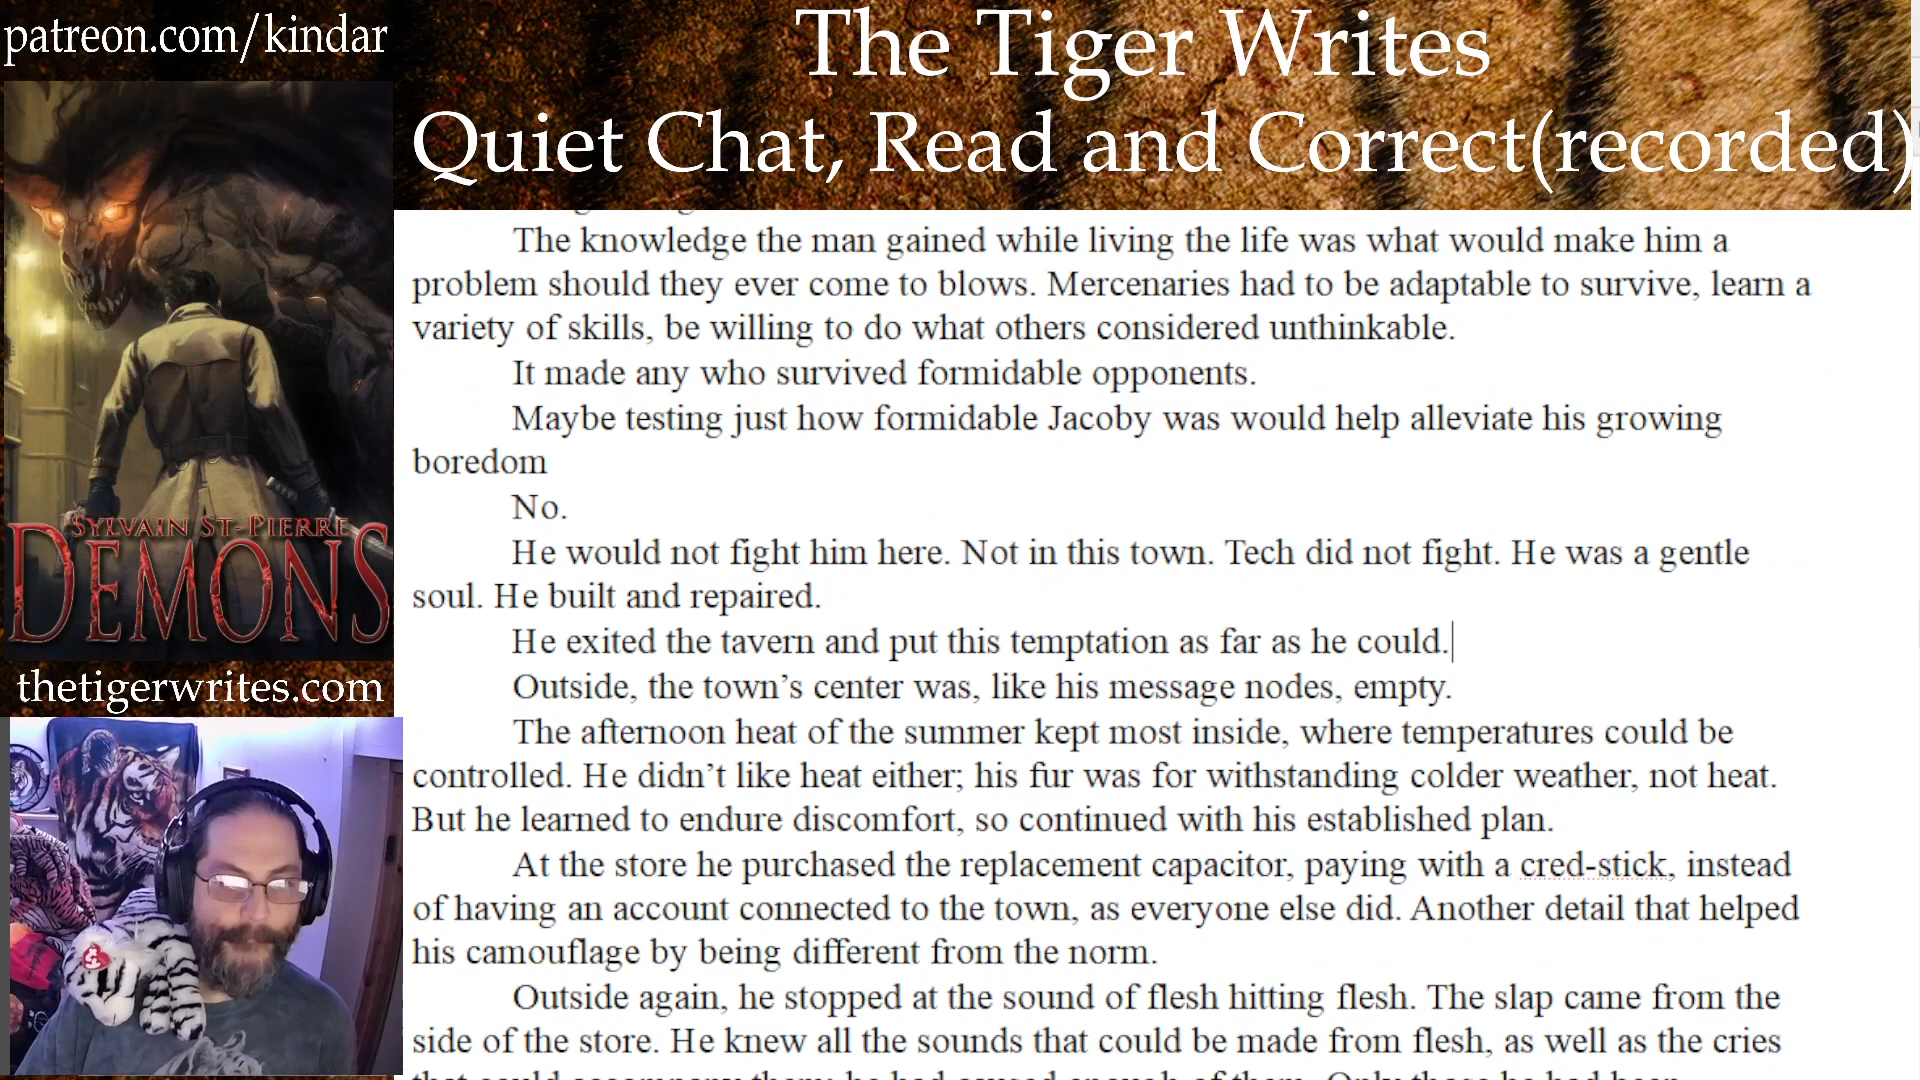 patreon.com/kindar
The Tiger Writes
Quiet Chat, Read and Correct(recorded)
SYLVAIN ST-PIERRE
DEMONS
thetigerwrites.com
The knowledge the man gained while living the life was what would make him a
problem should they ever come to blows. Mercenaries had to be adaptable to survive, learn a
variety of skills, be willing to do what others considered unthinkable.
It made any who survived formidable opponents.
Maybe testing just how formidable Jacoby was would help alleviate his growing
boredom
No.
He would not fight him here. Not in this town. Tech did not fight. He was a gentle
soul. He built and repaired.
He exited the tavern and put this temptation as far as he could.
Outside, the town’s center was, like his message nodes, empty.
The afternoon heat of the summer kept most inside, where temperatures could be
controlled. He didn’t like heat either; his fur was for withstanding colder weather, not heat.
But he learned to endure discomfort, so continued with his established plan.
At the store he purchased the replacement capacitor, paying with a cred-stick, instead
of having an account connected to the town, as everyone else did. Another detail that helped
his camouflage by being different from the norm.
Outside again, he stopped at the sound of flesh hitting flesh. The slap came from the
side of the store. He knew all the sounds that could be made from flesh, as well as the cries